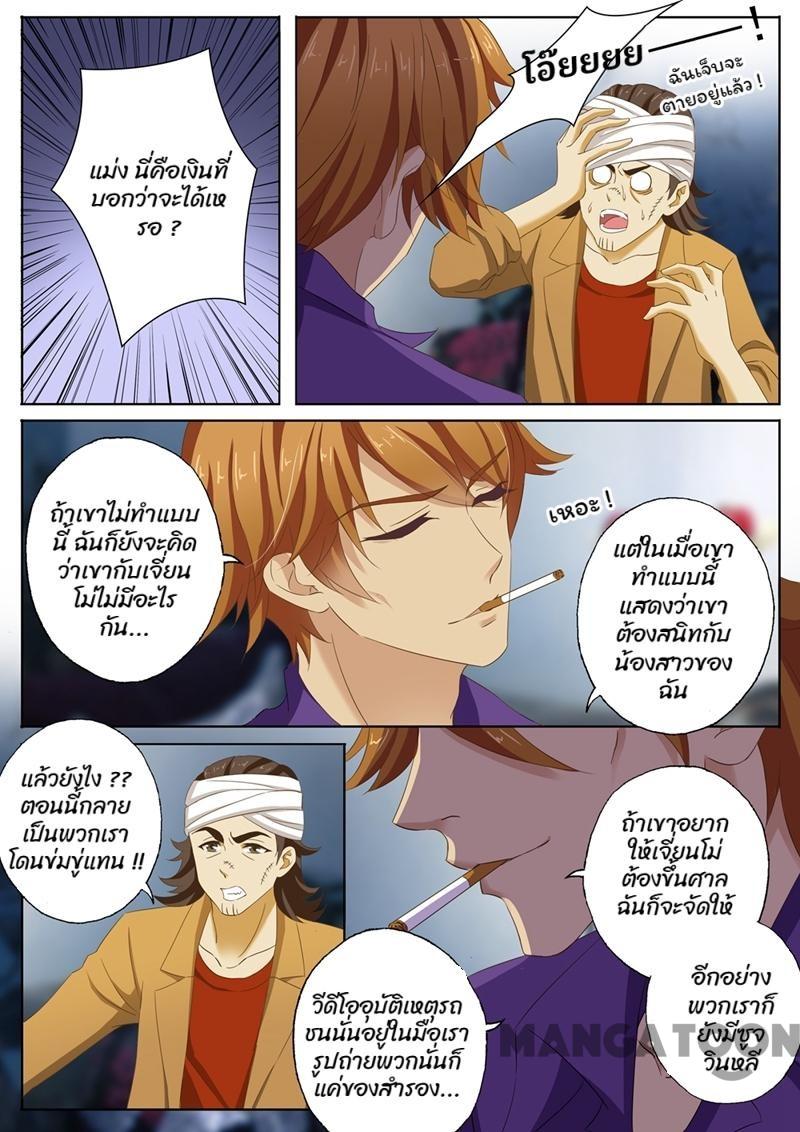 แม่ง นี่คือเงินที่
บอกว่าจะได้เห
รอ ?
โอ๊ยยยย
!
ฉันเจ็บจะ
ตายอยู่แล้ว !
ถ้าเขาไม่ทำแบบ
นี้ ฉันก็ยังจะคิด
ว่าเขากับเจี่ยน
โม่ไม่มีอะไร
กัน...
เหอะ !
แต่ในเมื่อเขา
ทำแบบนี้
แสดงว่าเขา
ต้องสนิทกับ
น้องสาวของ
ฉัน
แล้วยังไง ??
ตอนนี้กลาย
เป็นพวกเรา
โดนข่มขู่แทน !!
ถ้าเขาอยาก
ให้เจี่ยนโม่
ต้องขึ้นศาล
ฉันก็จะจัดให้
วีดีโออุบัติเหตุรถ
ชนนั่นอยู่ในมือเรา
รูปถ่ายพวกนั่นก็
แค่ของสำรอง...
อีกอย่าง
พวกเราก็
ยังมีซูจ
วินหลี่
MANGATOON